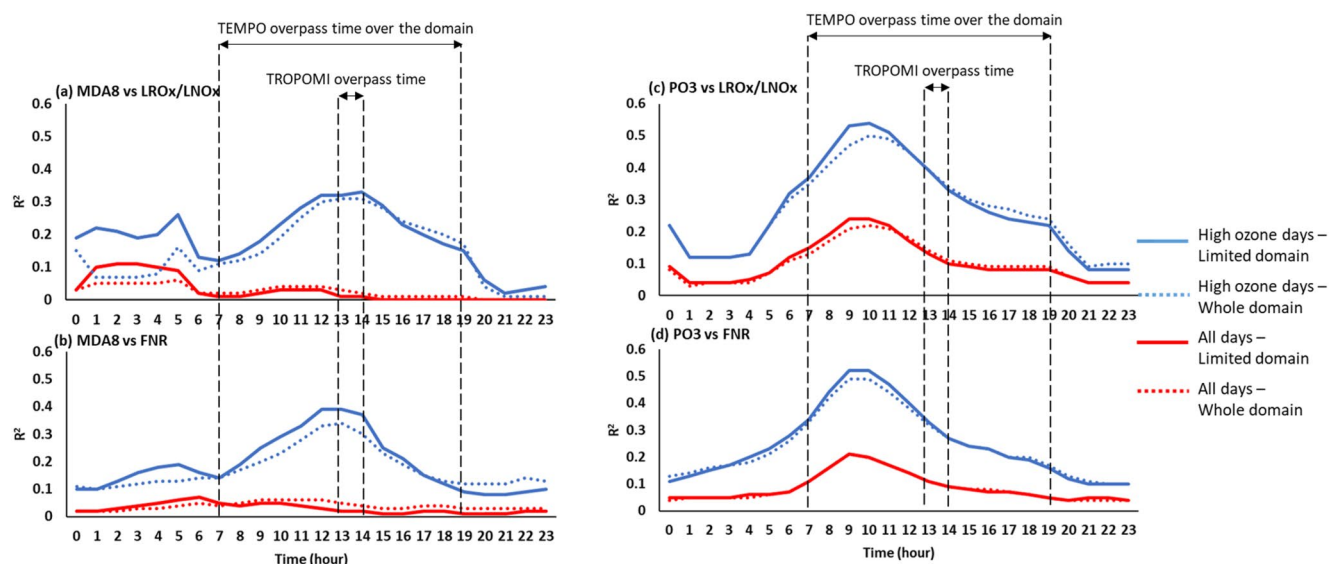 TEMPO overpass time over the domain
TROPOMI overpass time
(a) MDA8 vs LROx/LNOx
0.6
0.5
0.4
0.3
0.2
0.1
0
R²
0 1 2 3 4 5 6 7 8 9 10 11 12 13 14 15 16 17 18 19 20 21 22 23
(b) MDA8 vs FNR
0.6
0.5
0.4
0.3
0.2
0.1
0
R²
0 1 2 3 4 5 6 7 8 9 10 11 12 13 14 15 16 17 18 19 20 21 22 23
Time (hour)
TEMPO overpass time over the domain
TROPOMI overpass time
(c) PO3 vs LROx/LNOx
0.6
0.5
0.4
0.3
0.2
0.1
0
R²
0 1 2 3 4 5 6 7 8 9 10 11 12 13 14 15 16 17 18 19 20 21 22 23
(d) PO3 vs FNR
0.6
0.5
0.4
0.3
0.2
0.1
0
R²
0 1 2 3 4 5 6 7 8 9 10 11 12 13 14 15 16 17 18 19 20 21 22 23
Time (hour)
High ozone days –
Limited domain
High ozone days –
Whole domain
All days –
Limited domain
All days –
Whole domain